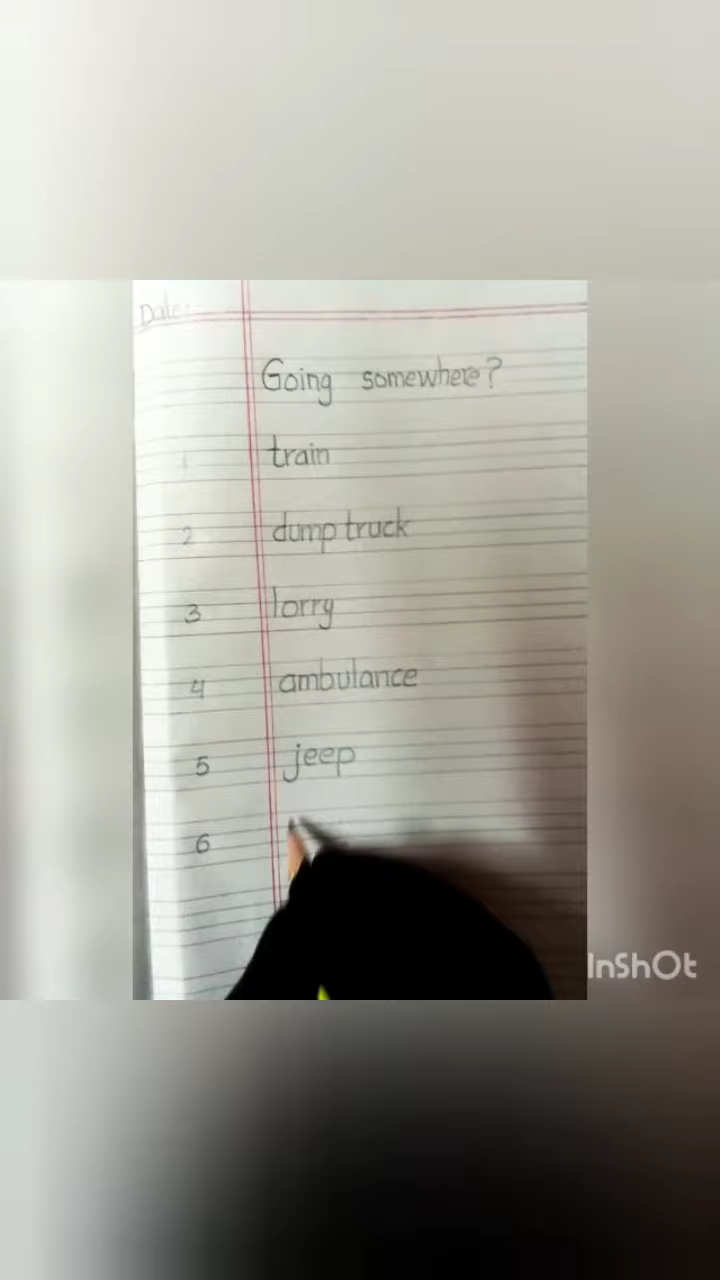 Date:
Going somewhere?
1 train
2 dump truck
3 lorry
4 ambulance
5 jeep
6
InShOt